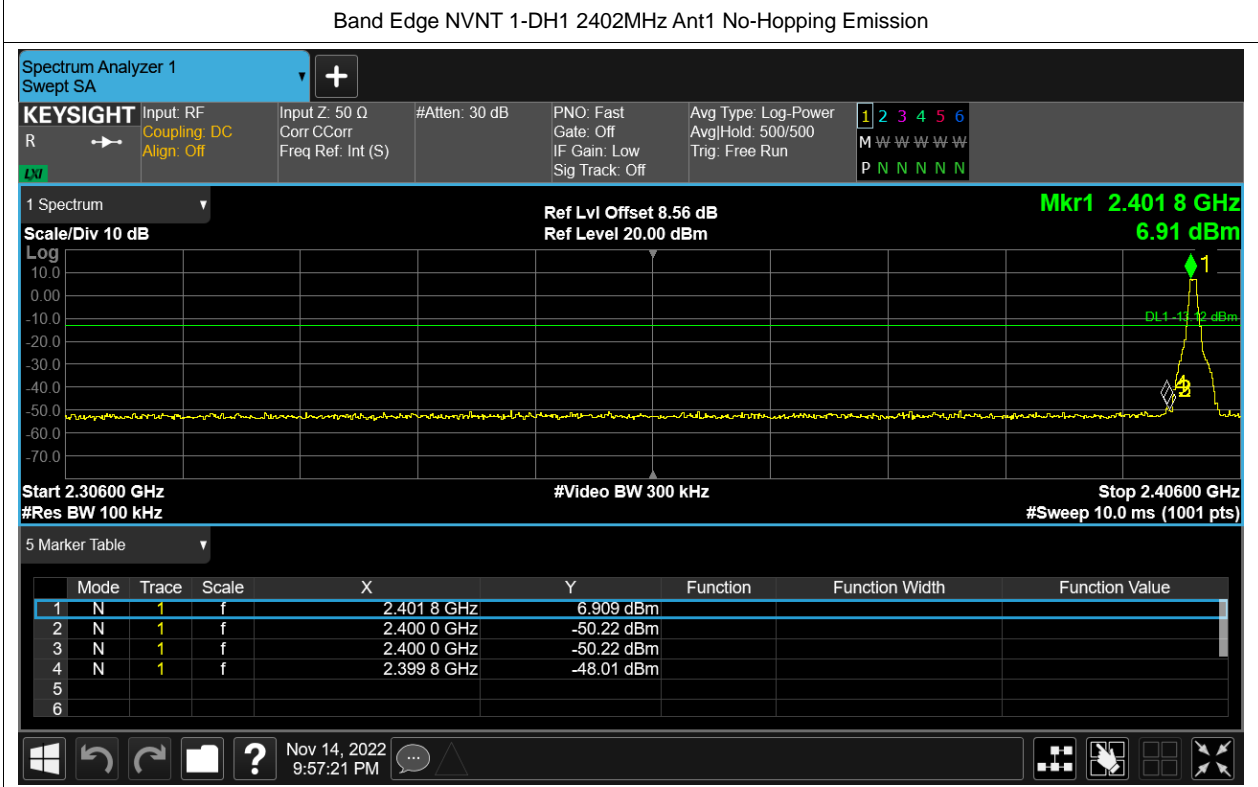 Band Edge NVNT 1-DH1 2402MHz Ant1 No-Hopping Emission
Spectrum Analyzer 1
Swept SA
KEYSIGHT
R
LXI
Input: RF
Coupling: DC
Align: Off
Input Z: 50 Ω
Corr CCorr
Freq Ref: Int (S)
#Atten: 30 dB
PNO: Fast
Gate: Off
IF Gain: Low
Sig Track: Off
Avg Type: Log-Power
Avg|Hold: 500/500
Trig: Free Run
1 2 3 4 5 6
M W W W W W
P N N N N N
1 Spectrum
Scale/Div 10 dB
Ref Lvl Offset 8.56 dB
Ref Level 20.00 dBm
Mkr1 2.401 8 GHz
6.91 dBm
Log
10.0
0.00
-10.0
-20.0
-30.0
-40.0
-50.0
-60.0
-70.0
1
DL1 -13.12 dBm
Start 2.30600 GHz
#Res BW 100 kHz
#Video BW 300 kHz
Stop 2.40600 GHz
#Sweep 10.0 ms (1001 pts)
5 Marker Table
Mode Trace Scale X Y Function Function Width Function Value
1 N 1 f 2.401 8 GHz 6.909 dBm
2 N 1 f 2.400 0 GHz -50.22 dBm
3 N 1 f 2.400 0 GHz -50.22 dBm
4 N 1 f 2.399 8 GHz -48.01 dBm
5
6
?
Nov 14, 2022
9:57:21 PM